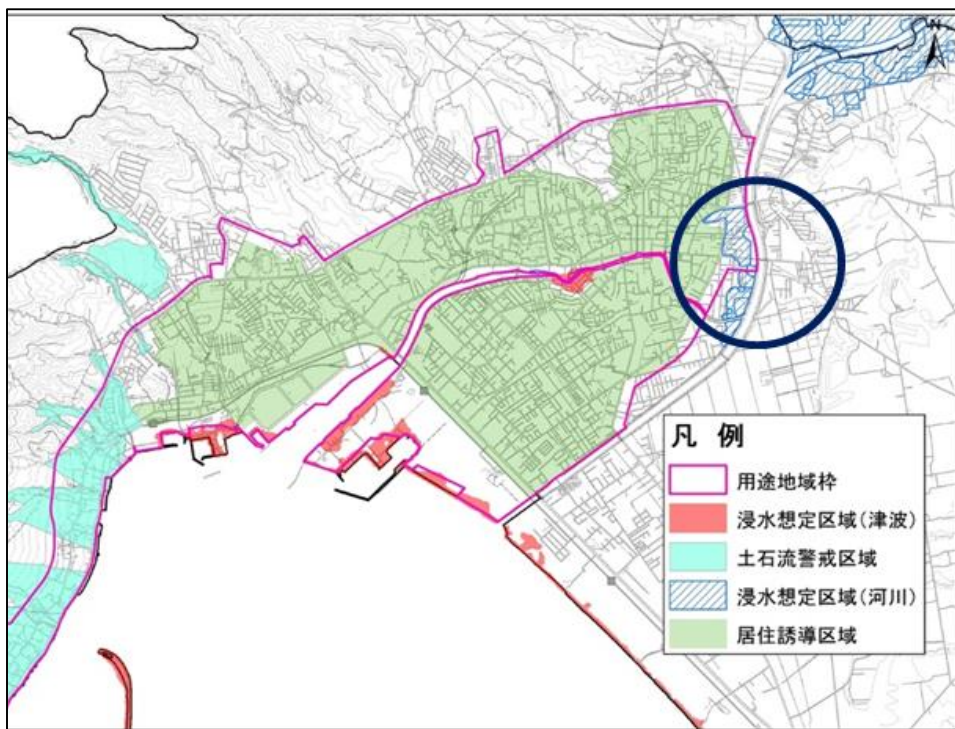 N
凡 例
用途地域枠
浸水想定区域(津波)
土石流警戒区域
浸水想定区域(河川)
居住誘導区域